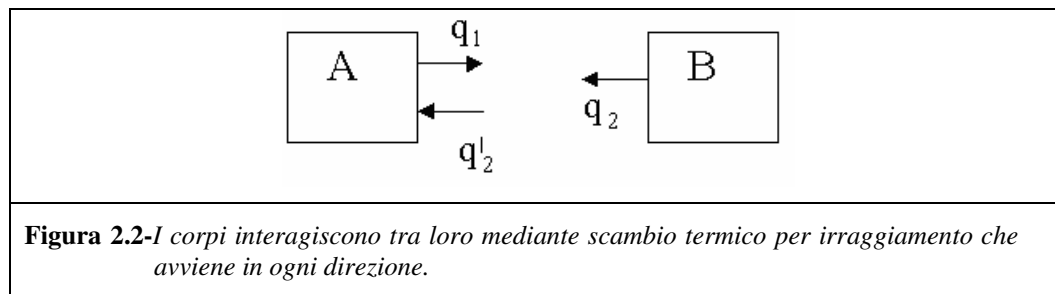 q₁
A
B
q₂
q'₂
Figura 2.2-I corpi interagiscono tra loro mediante scambio termico per irraggiamento che
avviene in ogni direzione.